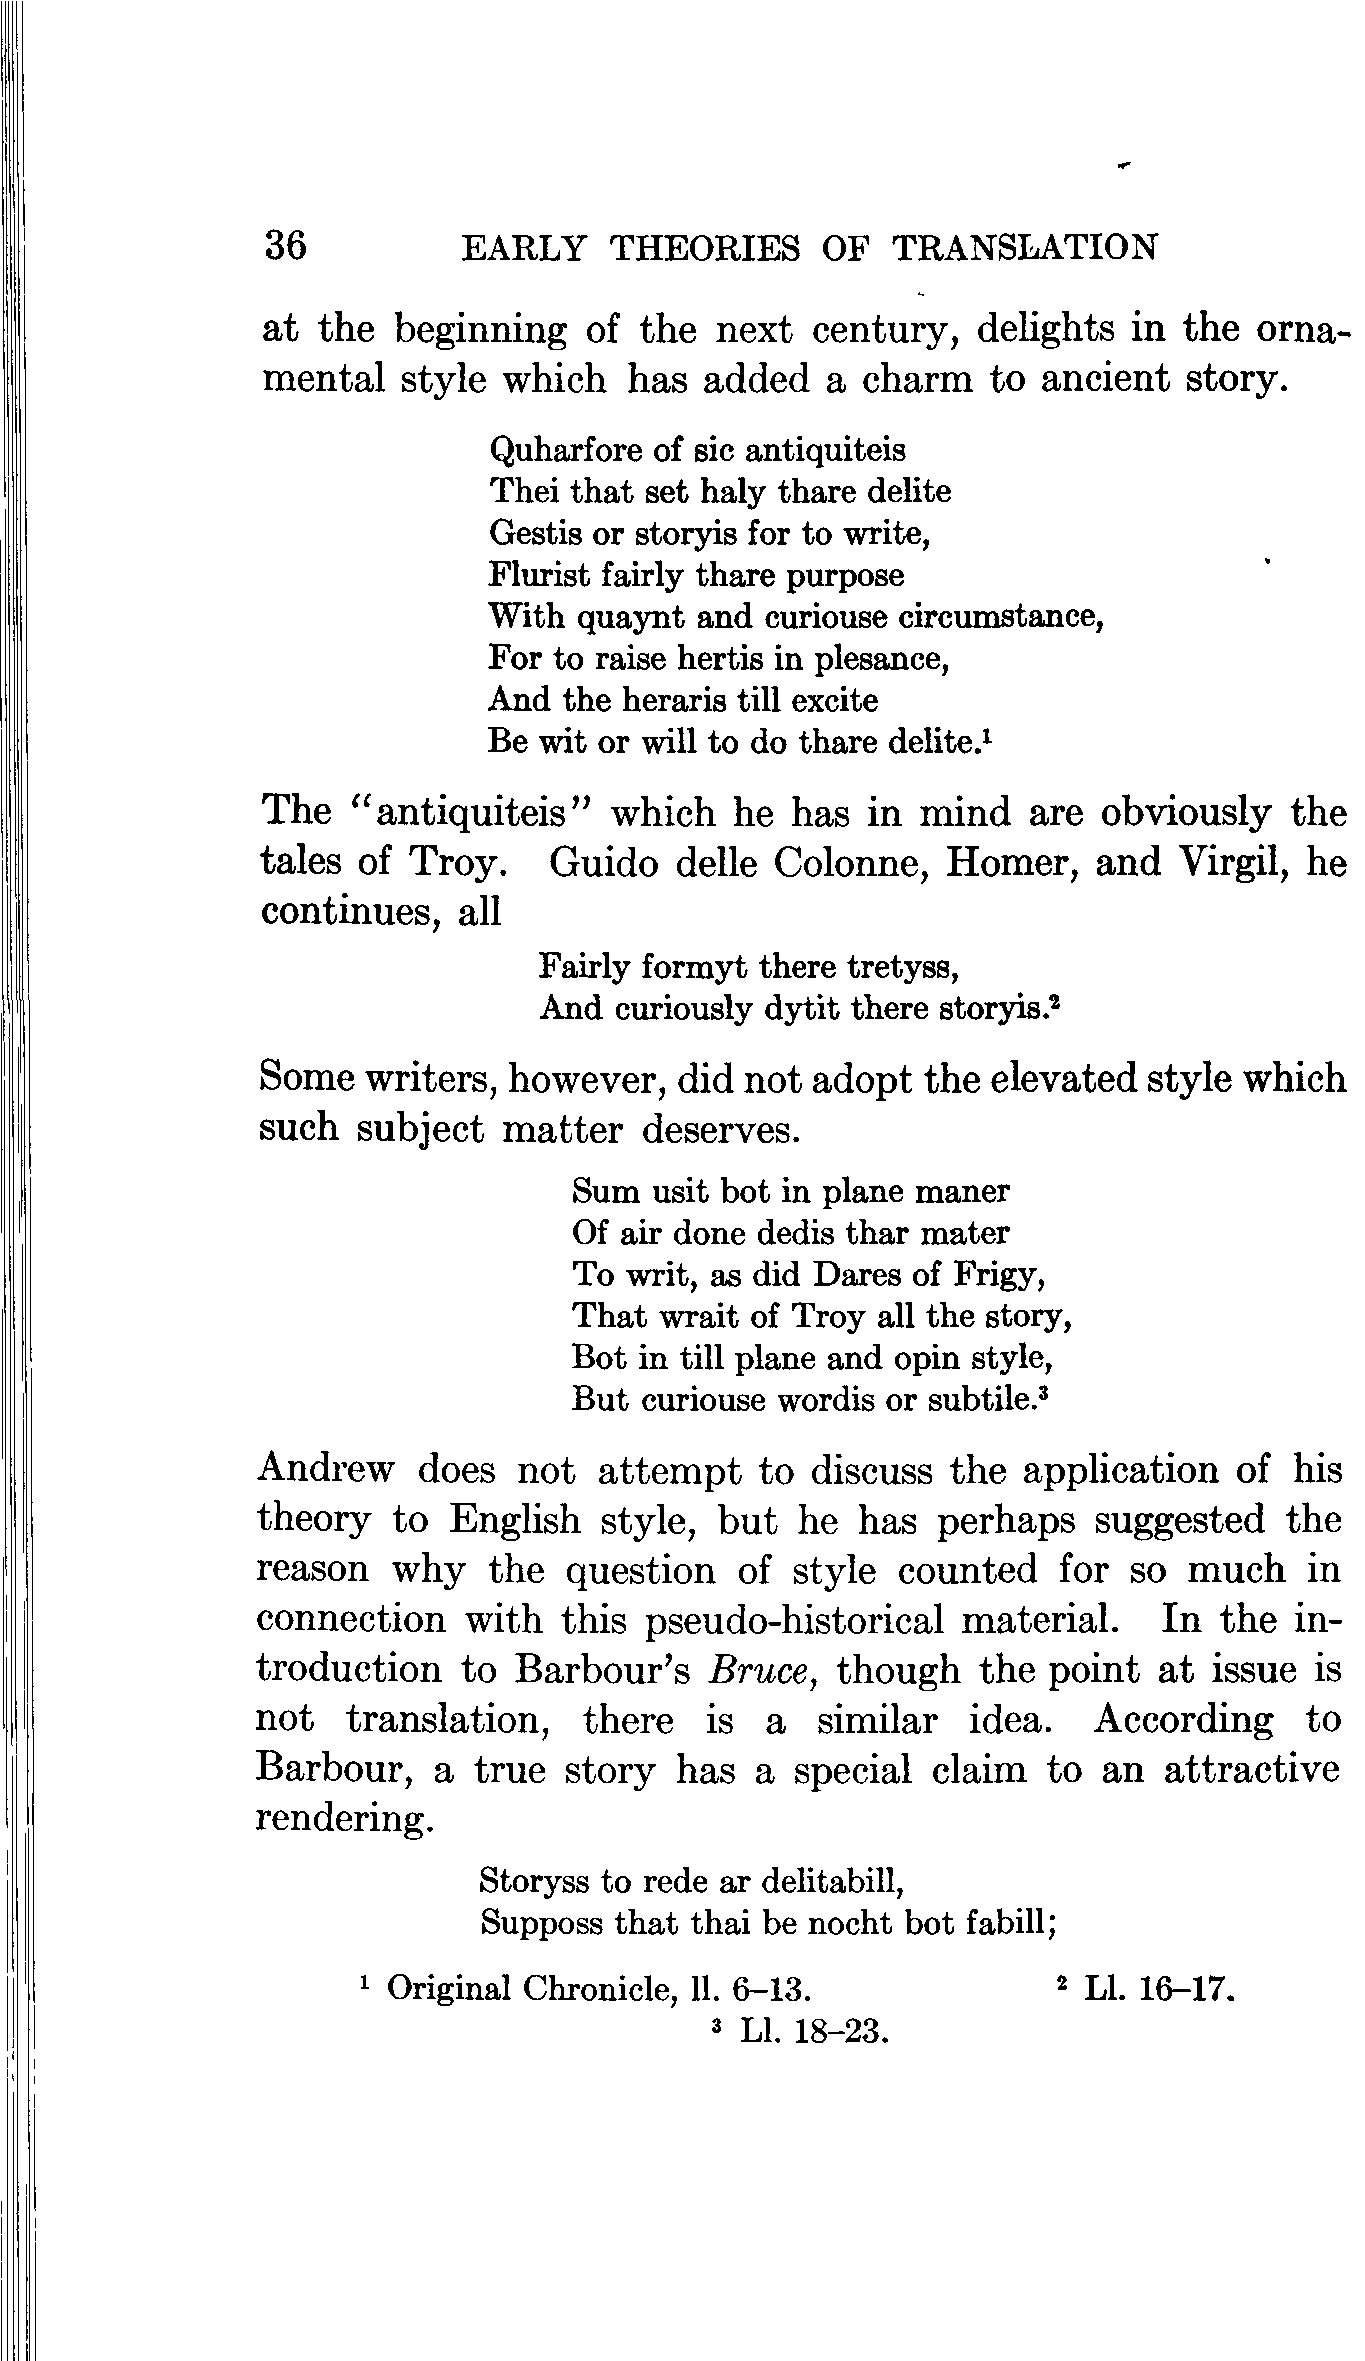 36 EARLY THEORIES OF TRANSLATION
at the beginning of the next century, delights in the orna-
mental style which has added a charm to ancient story.
Quharfore of sic antiquiteis
Thei that set haly thare delite
Gestis or storyis for to write,
Flurist fairly thare purpose
With quaynt and curiouse circumstance,
For to raise hertis in plesance,
And the heraris till excite
Be wit or will to do thare delite.¹
The "antiquiteis" which he has in mind are obviously the
tales of Troy. Guido delle Colonne, Homer, and Virgil, he
continues, all
Fairly formyt there tretyss,
And curiously dytit there storyis.²
Some writers, however, did not adopt the elevated style which
such subject matter deserves.
Sum usit bot in plane maner
Of air done dedis thar mater
To writ, as did Dares of Frigy,
That wrait of Troy all the story,
Bot in till plane and opin style,
But curiouse wordis or subtile.³
Andrew does not attempt to discuss the application of his
theory to English style, but he has perhaps suggested the
reason why the question of style counted for so much in
connection with this pseudo-historical material. In the in-
troduction to Barbour's Bruce, though the point at issue is
not translation, there is a similar idea. According to
Barbour, a true story has a special claim to an attractive
rendering.
Storyss to rede ar delitabill,
Supposs that thai be nocht bot fabill;
¹ Original Chronicle, ll. 6–13. ² Ll. 16–17.
³ Ll. 18–23.